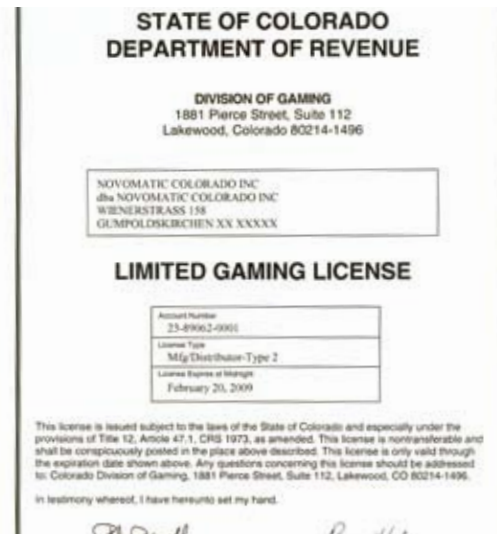 STATE OF COLORADO
DEPARTMENT OF REVENUE
DIVISION OF GAMING
1881 Pierce Street, Suite 112
Lakewood, Colorado 80214-1496
NOVOMATIC COLORADO INC
dba NOVOMATIC COLORADO INC
WIENERSTRASS 158
GUMPOLDSKIRCHEN XX XXXXX
LIMITED GAMING LICENSE
Account Number
25-89062-0001
License Type
Mfg/Distributor-Type 2
License Expires at Midnight
February 20, 2009
This license is issued subject to the laws of the State of Colorado and especially under the
provisions of Title 12, Article 47.1, CRS 1973, as amended. This license is nontransferable and
shall be conspicuously posted in the place above described. This license is only valid through
the expiration date shown above. Any questions concerning this license should be addressed
to: Colorado Division of Gaming, 1881 Pierce Street, Suite 112, Lakewood, CO 80214-1496.
In testimony whereof, I have hereunto set my hand.